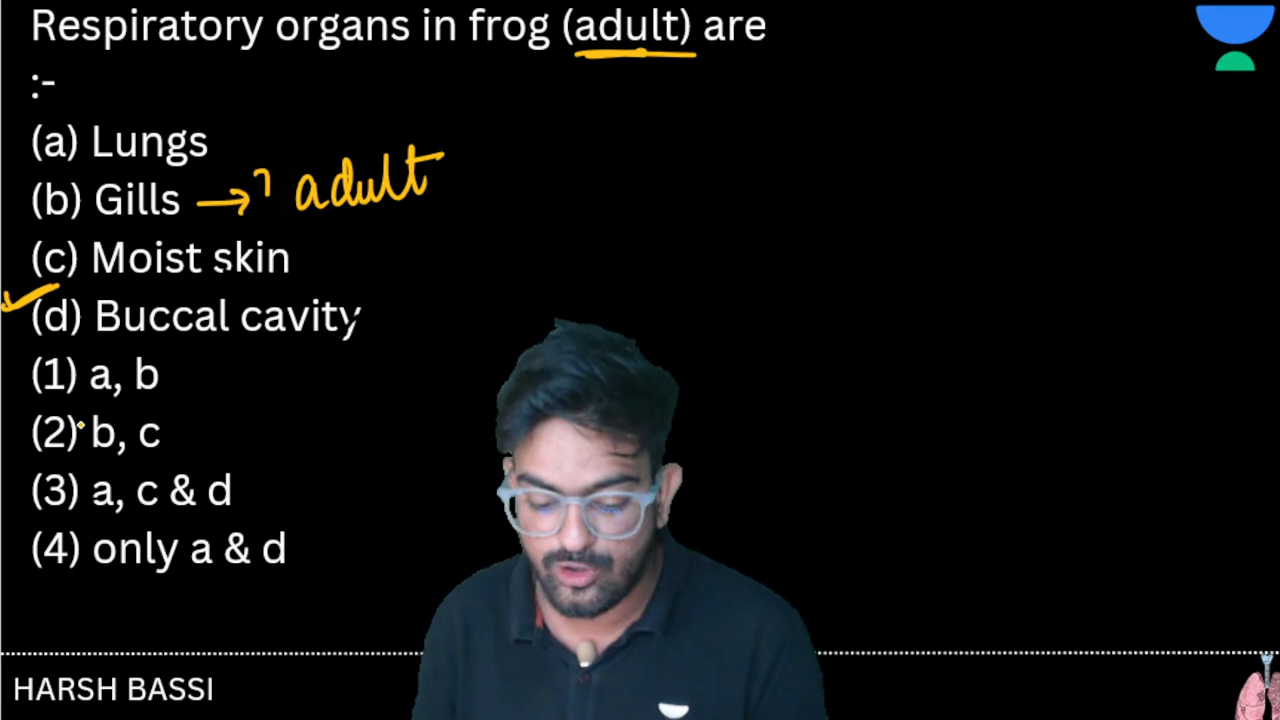 Respiratory organs in frog (adult) are
:-
(a) Lungs
(b) Gills → adult
(c) Moist skin
(d) Buccal cavity
(1) a, b
(2) b, c
(3) a, c & d
(4) only a & d
HARSH BASSI